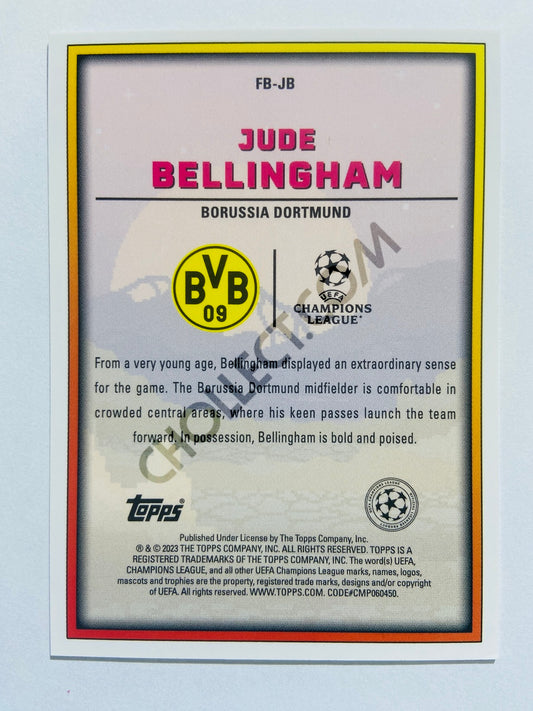 FB-JB
JUDE
BELLINGHAM
BORUSSIA DORTMUND
BVB
09
UEFA
CHAMPIONS
LEAGUE®
From a very young age, Bellingham displayed an extraordinary sense
for the game. The Borussia Dortmund midfielder is comfortable in
crowded central areas, where his keen passes launch the team
forward. In possession, Bellingham is bold and poised.
CHOLLECT.COM
Topps®
Published Under License by The Topps Company, Inc.
® & © 2023 THE TOPPS COMPANY, INC. ALL RIGHTS RESERVED. TOPPS IS A
REGISTERED TRADEMARKS OF THE TOPPS COMPANY, INC. The word(s) UEFA,
CHAMPIONS LEAGUE, and all other UEFA Champions League marks, names, logos,
mascots and trophies are the property, registered trade marks, designs and/or copyright
of UEFA. All rights reserved. WWW.TOPPS.COM. CODE#CMP060450.